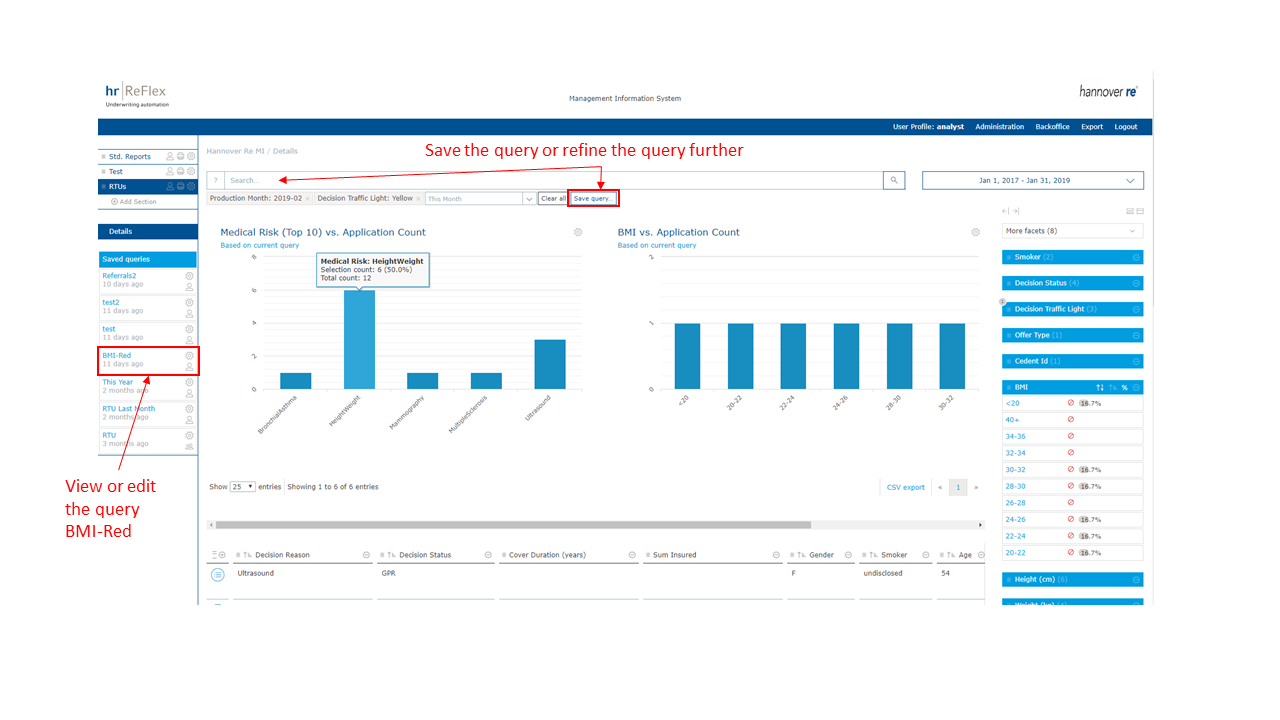 hr ReFlex
Underwriting automation
Management Information System
hannover re
User Profile: analyst Administration Backoffice Export Logout
Std. Reports
Test
RTUs
Add Section
Details
Saved queries
Referrals2
10 days ago
test2
11 days ago
test
11 days ago
BMI-Red
11 days ago
This Year
2 months ago
RTU Last Month
2 months ago
RTU
3 months ago
View or edit
the query
BMI-Red
Hannover Re MI / Details
Save the query or refine the query further
? Search...
Jan 1, 2017 - Jan 31, 2019
Production Month: 2019-02 × Decision Traffic Light: Yellow × This Month Clear all Save query...
Medical Risk (Top 10) vs. Application Count
Based on current query
8
6
4
2
0
Medical Risk: HeightWeight
Selection count: 6 (50.0%)
Total count: 12
BronchialAsthma
HeightWeight
Mammography
MultipleSclerosis
Ultrasound
BMI vs. Application Count
Based on current query
2
1
0
<20
20-22
22-24
24-26
28-30
30-32
Show 25 entries Showing 1 to 6 of 6 entries
CSV export « 1 »
Decision Reason Decision Status Cover Duration (years) Sum Insured Gender Smoker Age
Ultrasound GPR F undisclosed 54
More facets (8)
Smoker (2)
Decision Status (4)
Decision Traffic Light (3)
Offer Type (1)
Cedent Id (1)
BMI %
<20 16.7%
40+
34-36
32-34
30-32 16.7%
28-30 16.7%
26-28
24-26 16.7%
22-24 16.7%
20-22 16.7%
Height (cm) (6)